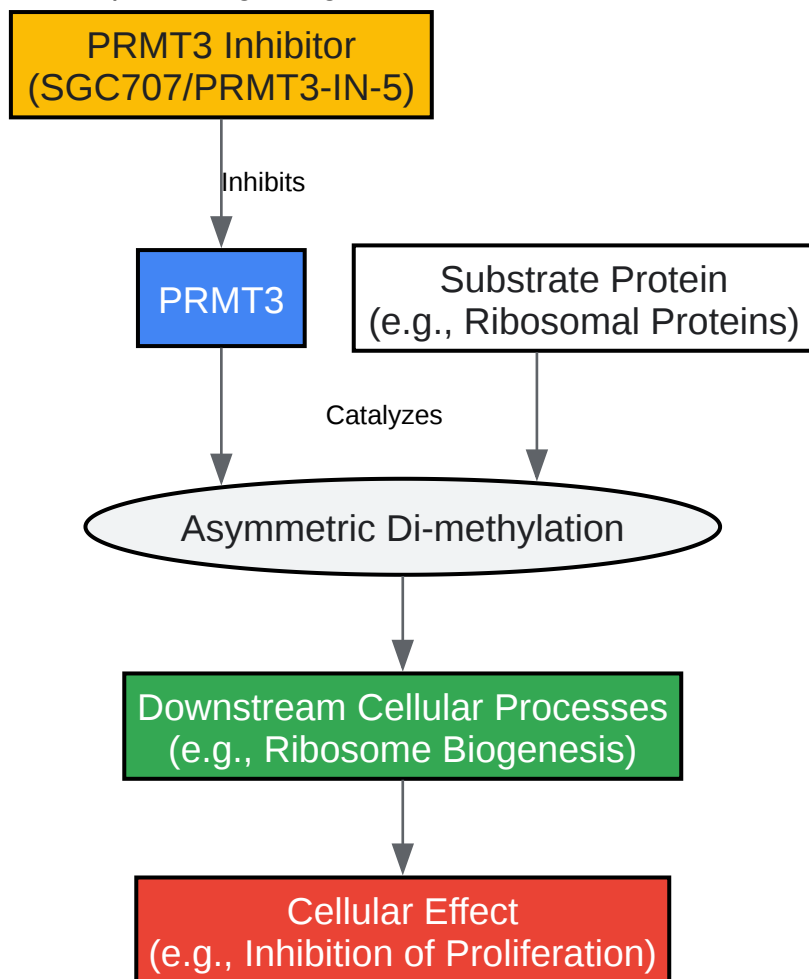 PRMT3 Inhibitor
(SGC707/PRMT3-IN-5)
Inhibits
PRMT3
Substrate Protein
(e.g., Ribosomal Proteins)
Catalyzes
Asymmetric Di-methylation
Downstream Cellular Processes
(e.g., Ribosome Biogenesis)
Cellular Effect
(e.g., Inhibition of Proliferation)